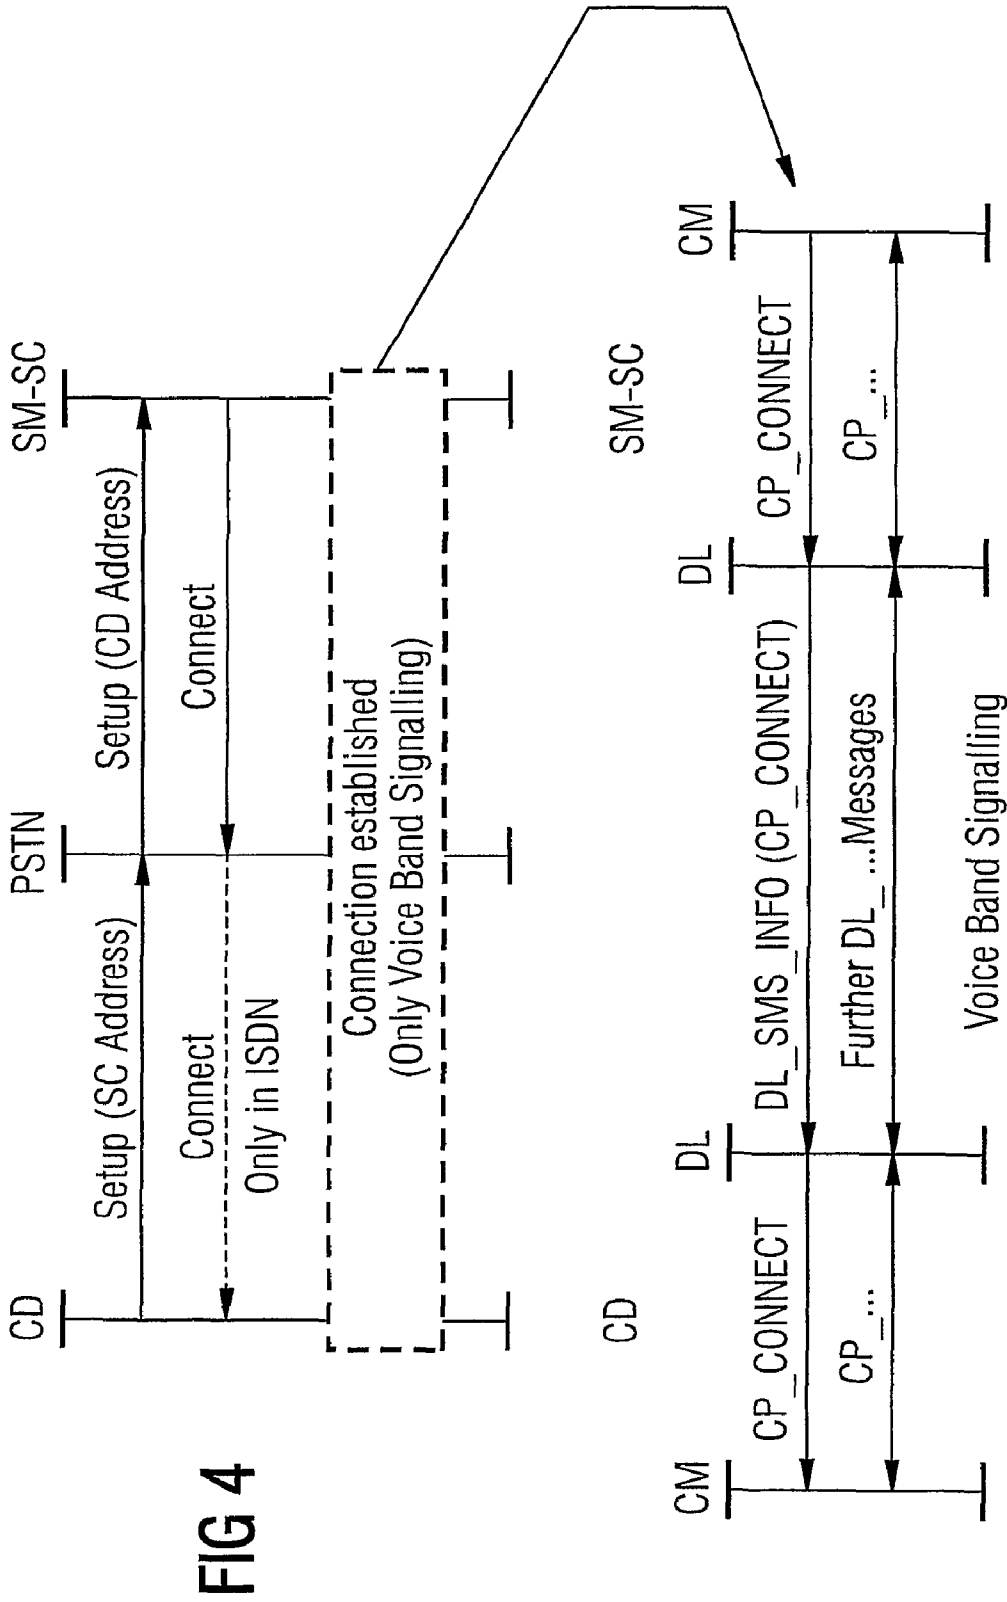 FIG 4
CD
PSTN
SM-SC
Setup (SC Address)
Setup (CD Address)
Connect
Connect
Only in ISDN
Connection established
(Only Voice Band Signalling)
CD
SM-SC
CM
DL
DL
CM
CP_CONNECT
DL_SMS_INFO (CP_CONNECT)
CP_CONNECT
CP_...
Further DL_...Messages
CP_...
Voice Band Signalling